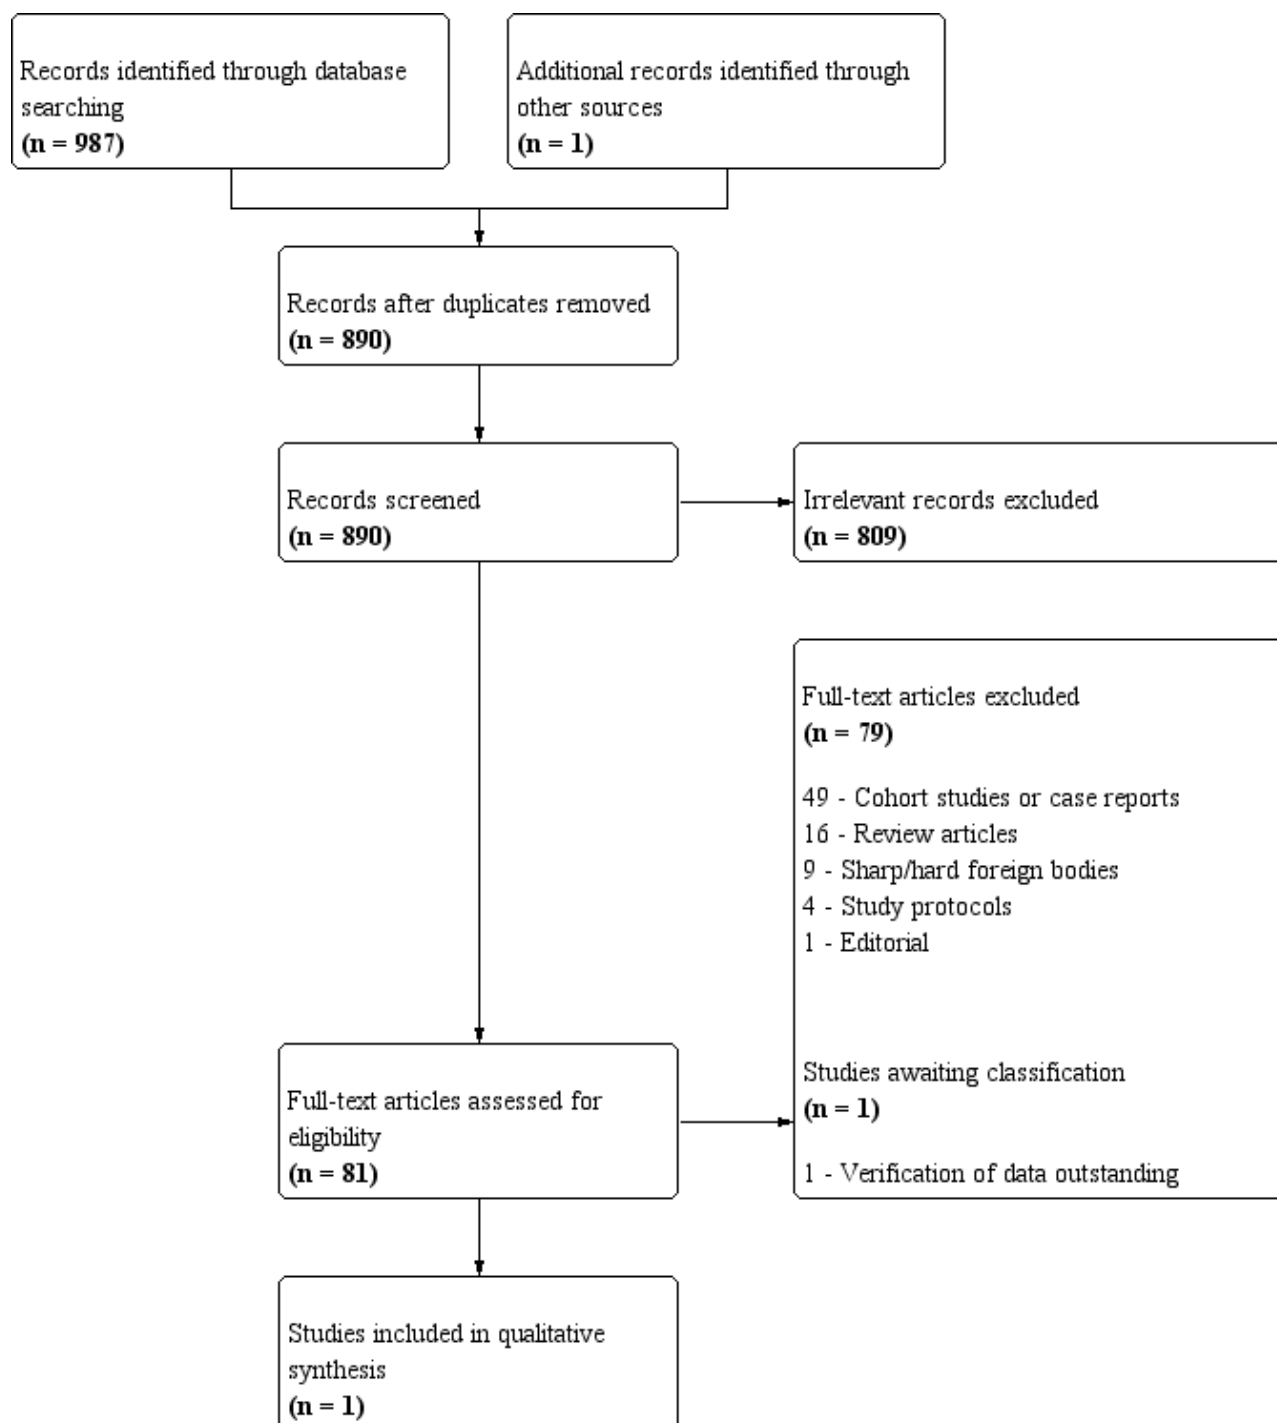 Records identified through database
searching
(n = 987)
Additional records identified through
other sources
(n = 1)
Records after duplicates removed
(n = 890)
Records screened
(n = 890)
Irrelevant records excluded
(n = 809)
Full-text articles excluded
(n = 79)
49 - Cohort studies or case reports
16 - Review articles
9 - Sharp/hard foreign bodies
4 - Study protocols
1 - Editorial
Studies awaiting classification
(n = 1)
1 - Verification of data outstanding
Full-text articles assessed for
eligibility
(n = 81)
Studies included in qualitative
synthesis
(n = 1)